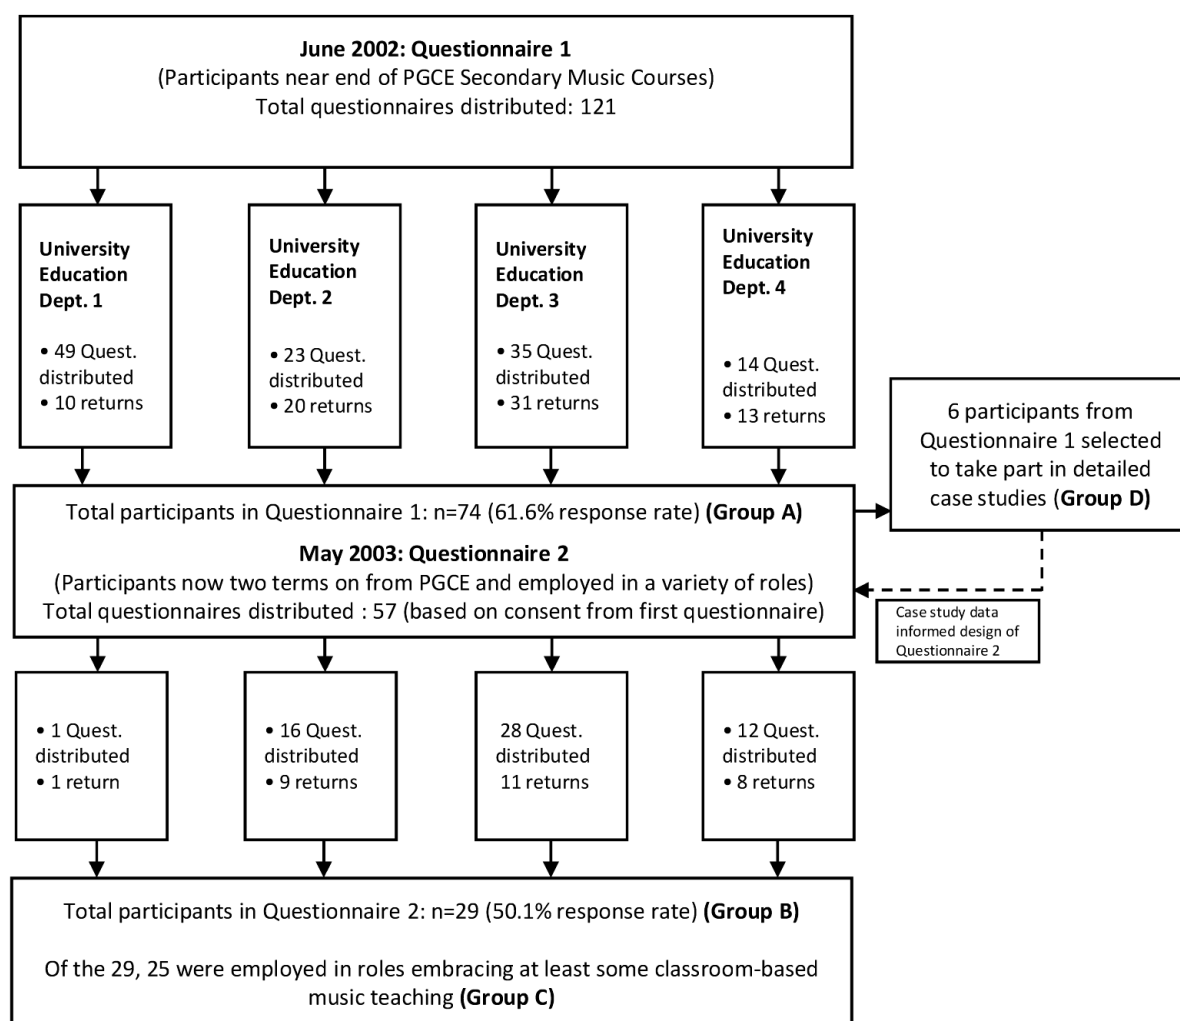 June 2002: Questionnaire 1
(Participants near end of PGCE Secondary Music Courses)
Total questionnaires distributed: 121
University
Education
Dept. 1
• 49 Quest.
distributed
• 10 returns
University
Education
Dept. 2
• 23 Quest.
distributed
• 20 returns
University
Education
Dept. 3
• 35 Quest.
distributed
• 31 returns
University
Education
Dept. 4
• 14 Quest.
distributed
• 13 returns
6 participants from
Questionnaire 1 selected
to take part in detailed
case studies (Group D)
Total participants in Questionnaire 1: n=74 (61.6% response rate) (Group A)
May 2003: Questionnaire 2
(Participants now two terms on from PGCE and employed in a variety of roles)
Total questionnaires distributed : 57 (based on consent from first questionnaire)
Case study data
informed design of
Questionnaire 2
• 1 Quest.
distributed
• 1 return
• 16 Quest.
distributed
• 9 returns
28 Quest.
distributed
11 returns
• 12 Quest.
distributed
• 8 returns
Total participants in Questionnaire 2: n=29 (50.1% response rate) (Group B)
Of the 29, 25 were employed in roles embracing at least some classroom-based
music teaching (Group C)